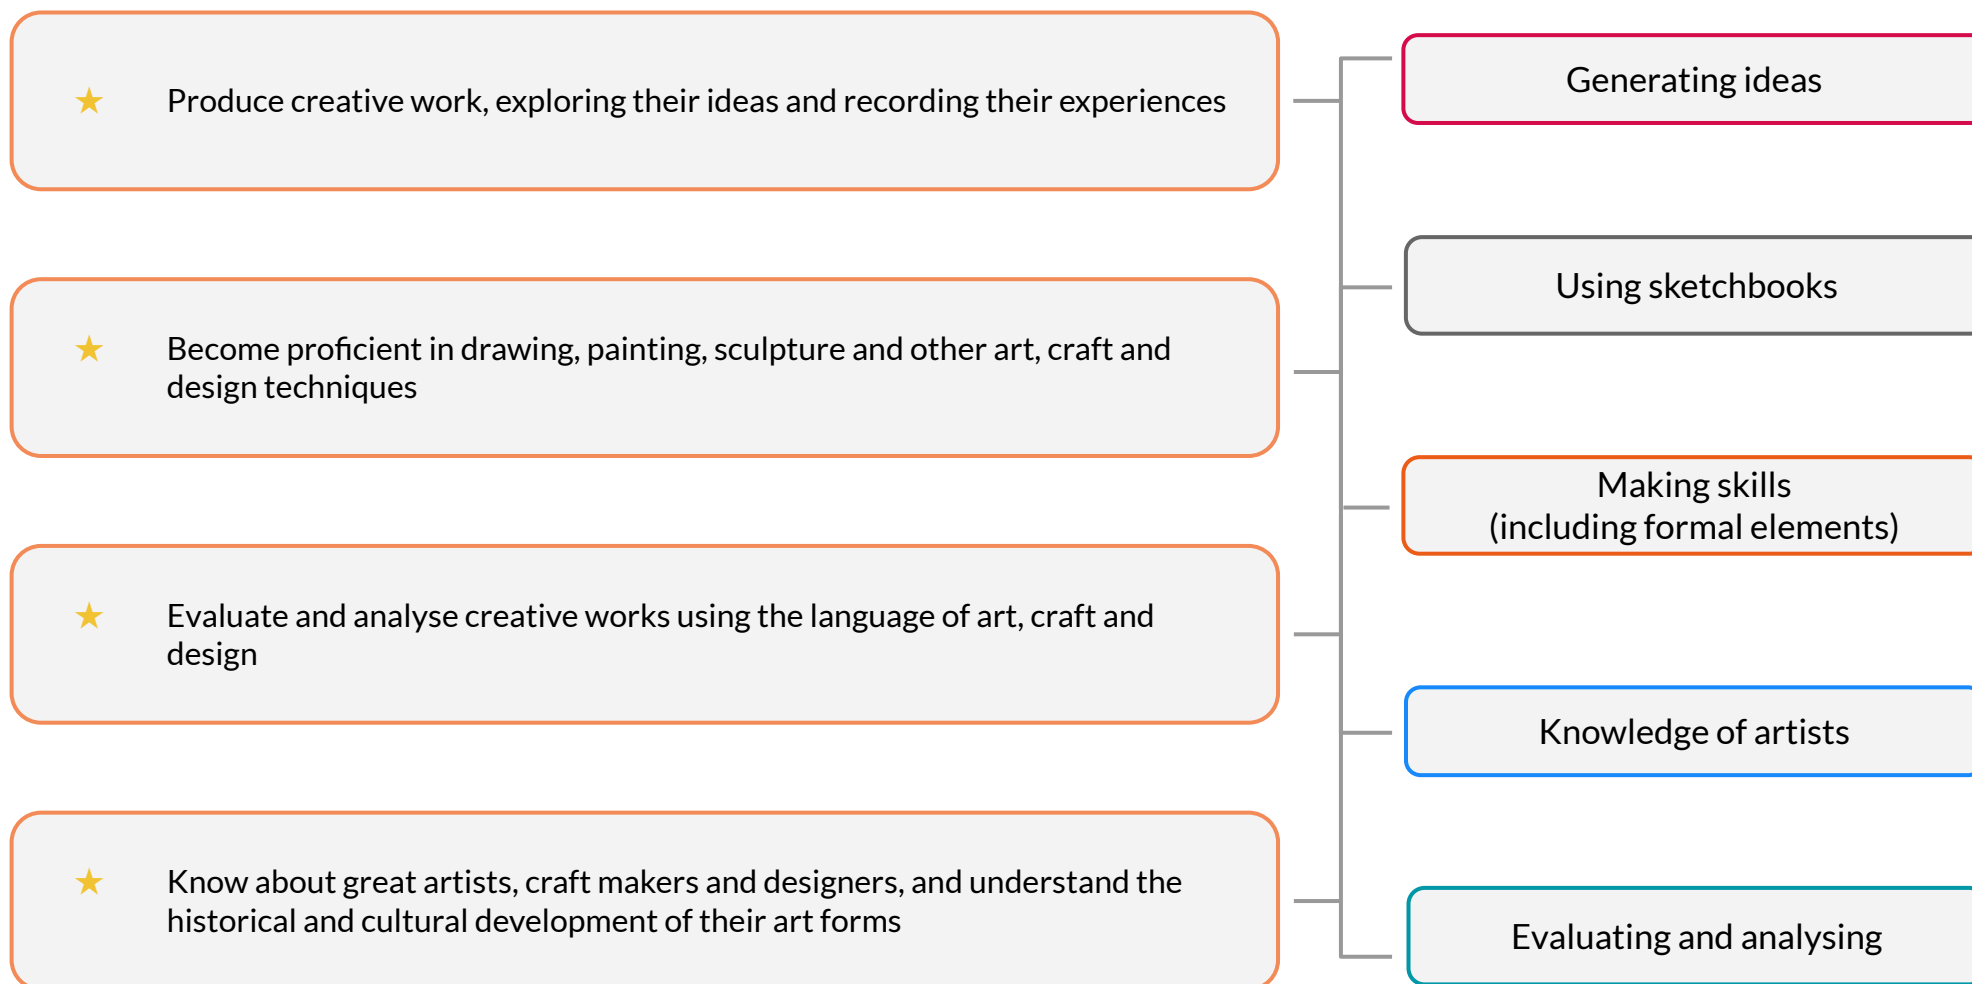 ★ Produce creative work, exploring their ideas and recording their experiences
★ Become proficient in drawing, painting, sculpture and other art, craft and
design techniques
★ Evaluate and analyse creative works using the language of art, craft and
design
★ Know about great artists, craft makers and designers, and understand the
historical and cultural development of their art forms
Generating ideas
Using sketchbooks
Making skills
(including formal elements)
Knowledge of artists
Evaluating and analysing